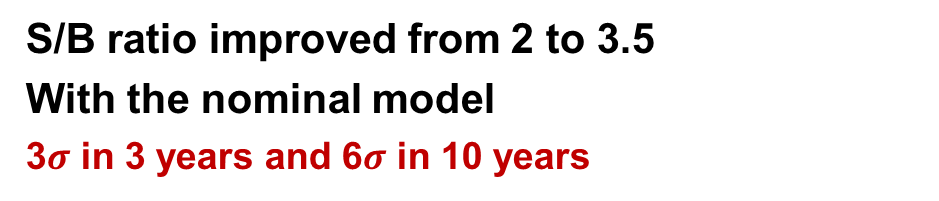 S/B ratio improved from 2 to 3.5
With the nominal model
3𝜎 in 3 years and 6𝜎 in 10 years